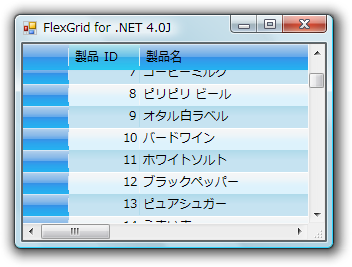 FlexGrid for .NET 4.0J
製品 ID 製品名
7 コーヒーミルク
8 ピリピリ ビール
9 オタル白ラベル
10 バードワイン
11 ホワイトソルト
12 ブラックペッパー
13 ピュアシュガー
14